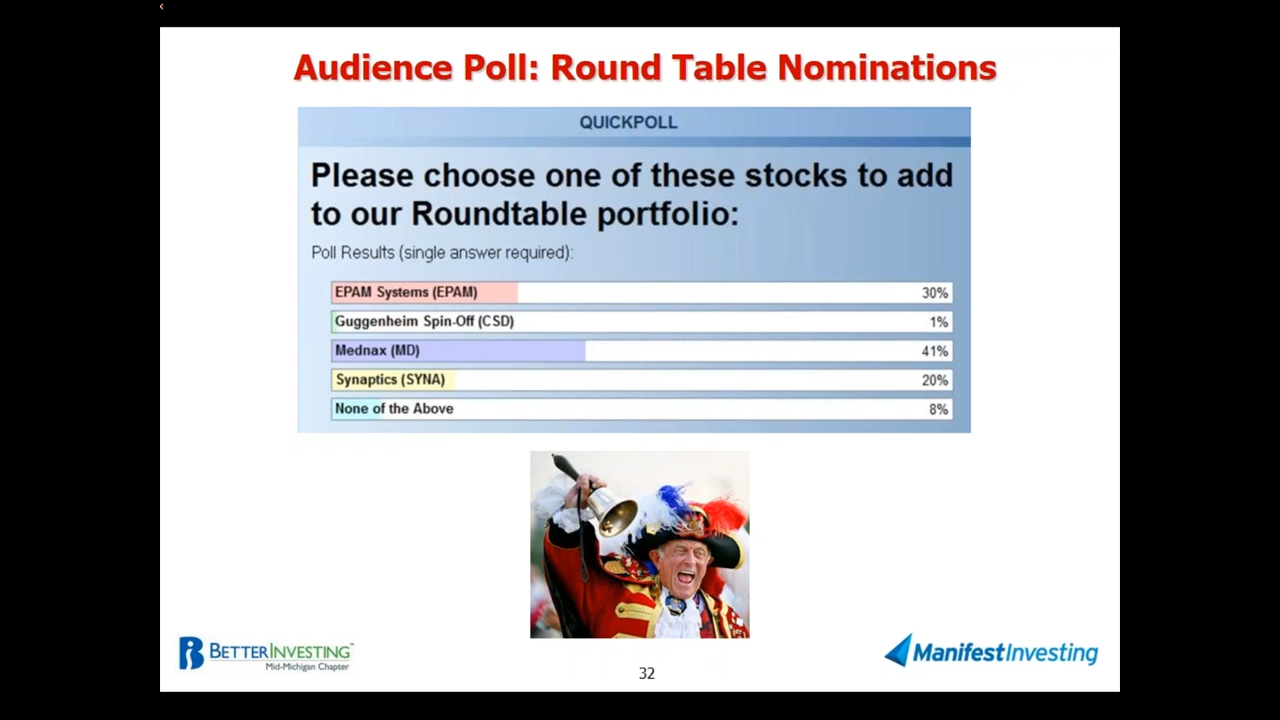 Audience Poll: Round Table Nominations
QUICKPOLL
Please choose one of these stocks to add
to our Roundtable portfolio:
Poll Results (single answer required):
EPAM Systems (EPAM) 30%
Guggenheim Spin-Off (CSD) 1%
Mednax (MD) 41%
Synaptics (SYNA) 20%
None of the Above 8%
BETTERINVESTING™
Mid-Michigan Chapter
32
ManifestInvesting